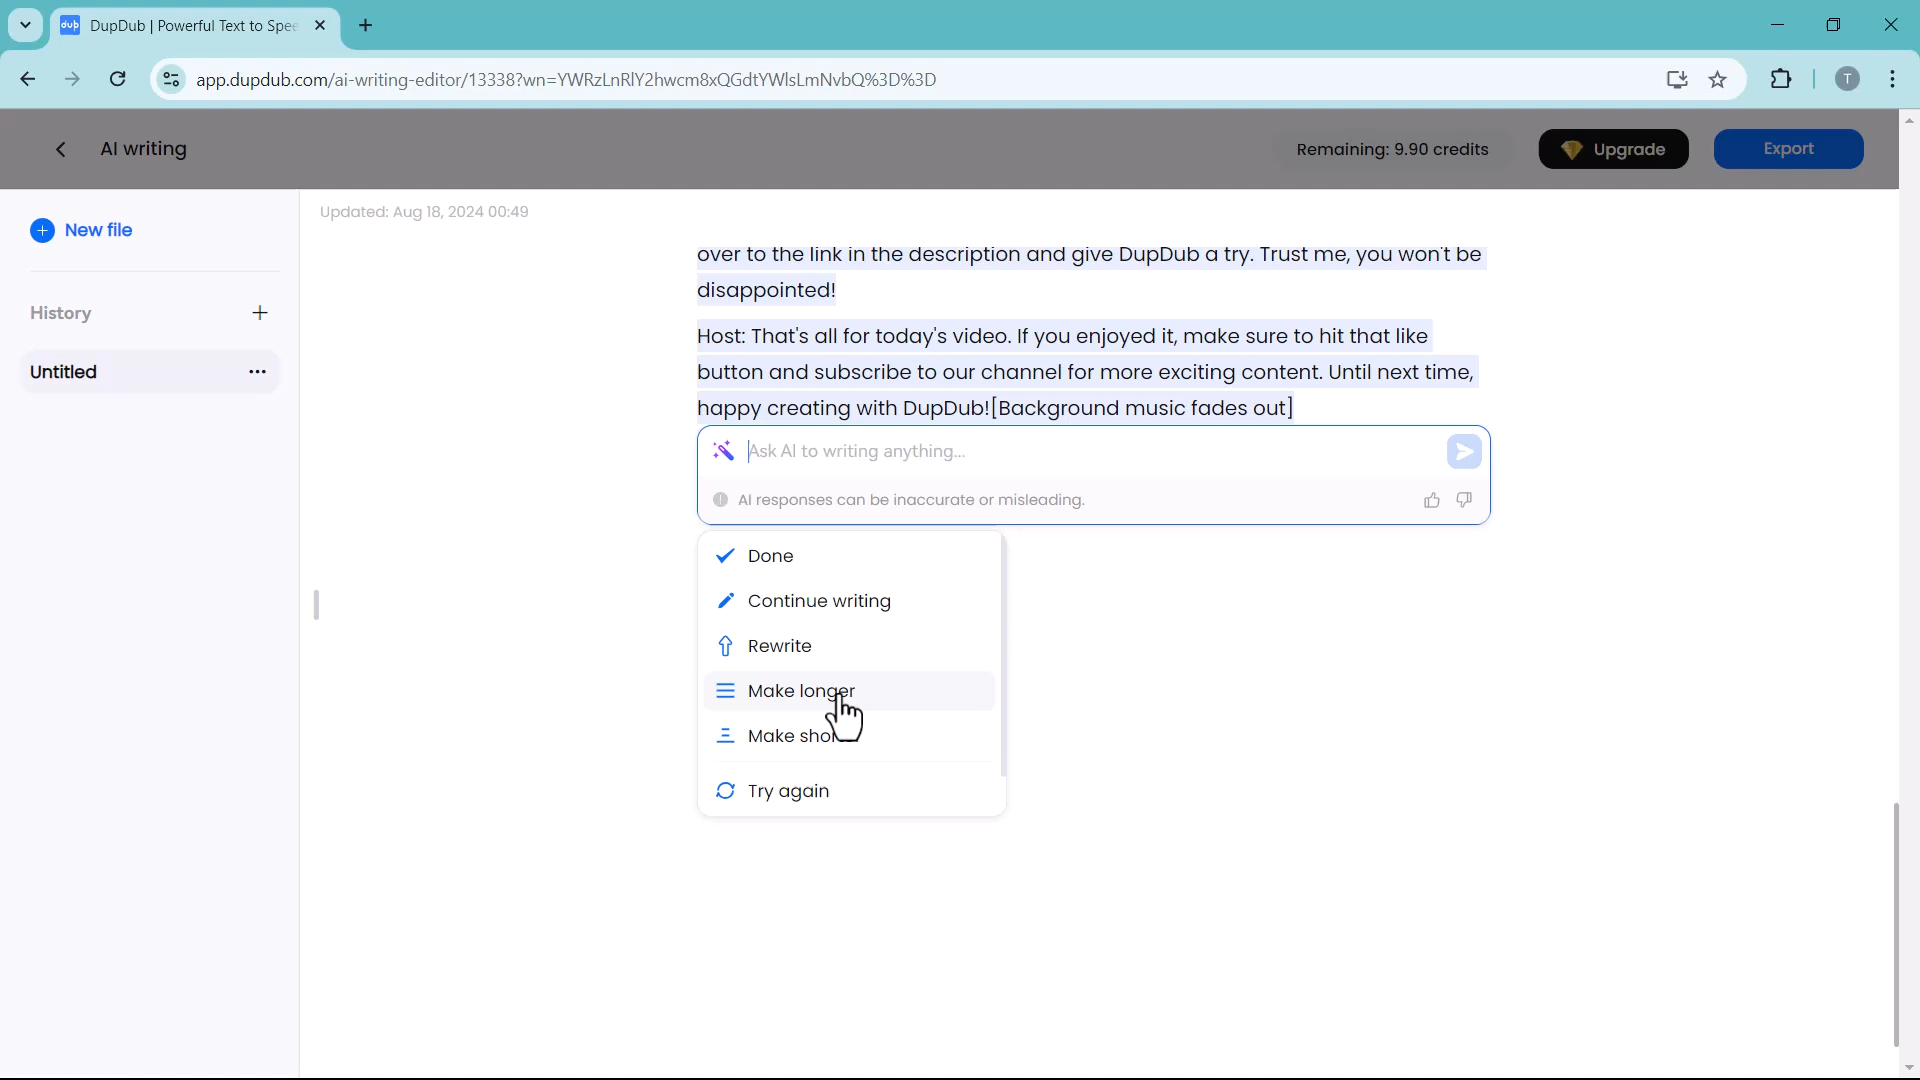 dub DupDub | Powerful Text to Spee
app.dupdub.com/ai-writing-editor/13338?wn=YWRzLnRlY2hwcm8xQGdtYWlsLmNvbQ%3D%3D
T
AI writing
Remaining: 9.90 credits
Upgrade
Export
New file
Updated: Aug 18, 2024 00:49
over to the link in the description and give DupDub a try. Trust me, you won't be
disappointed!
History
Host: That's all for today's video. If you enjoyed it, make sure to hit that like
Untitled
button and subscribe to our channel for more exciting content. Until next time,
happy creating with DupDub![Background music fades out]
Ask AI to writing anything...
AI responses can be inaccurate or misleading.
Done
Continue writing
Rewrite
Make longer
Make
Try again